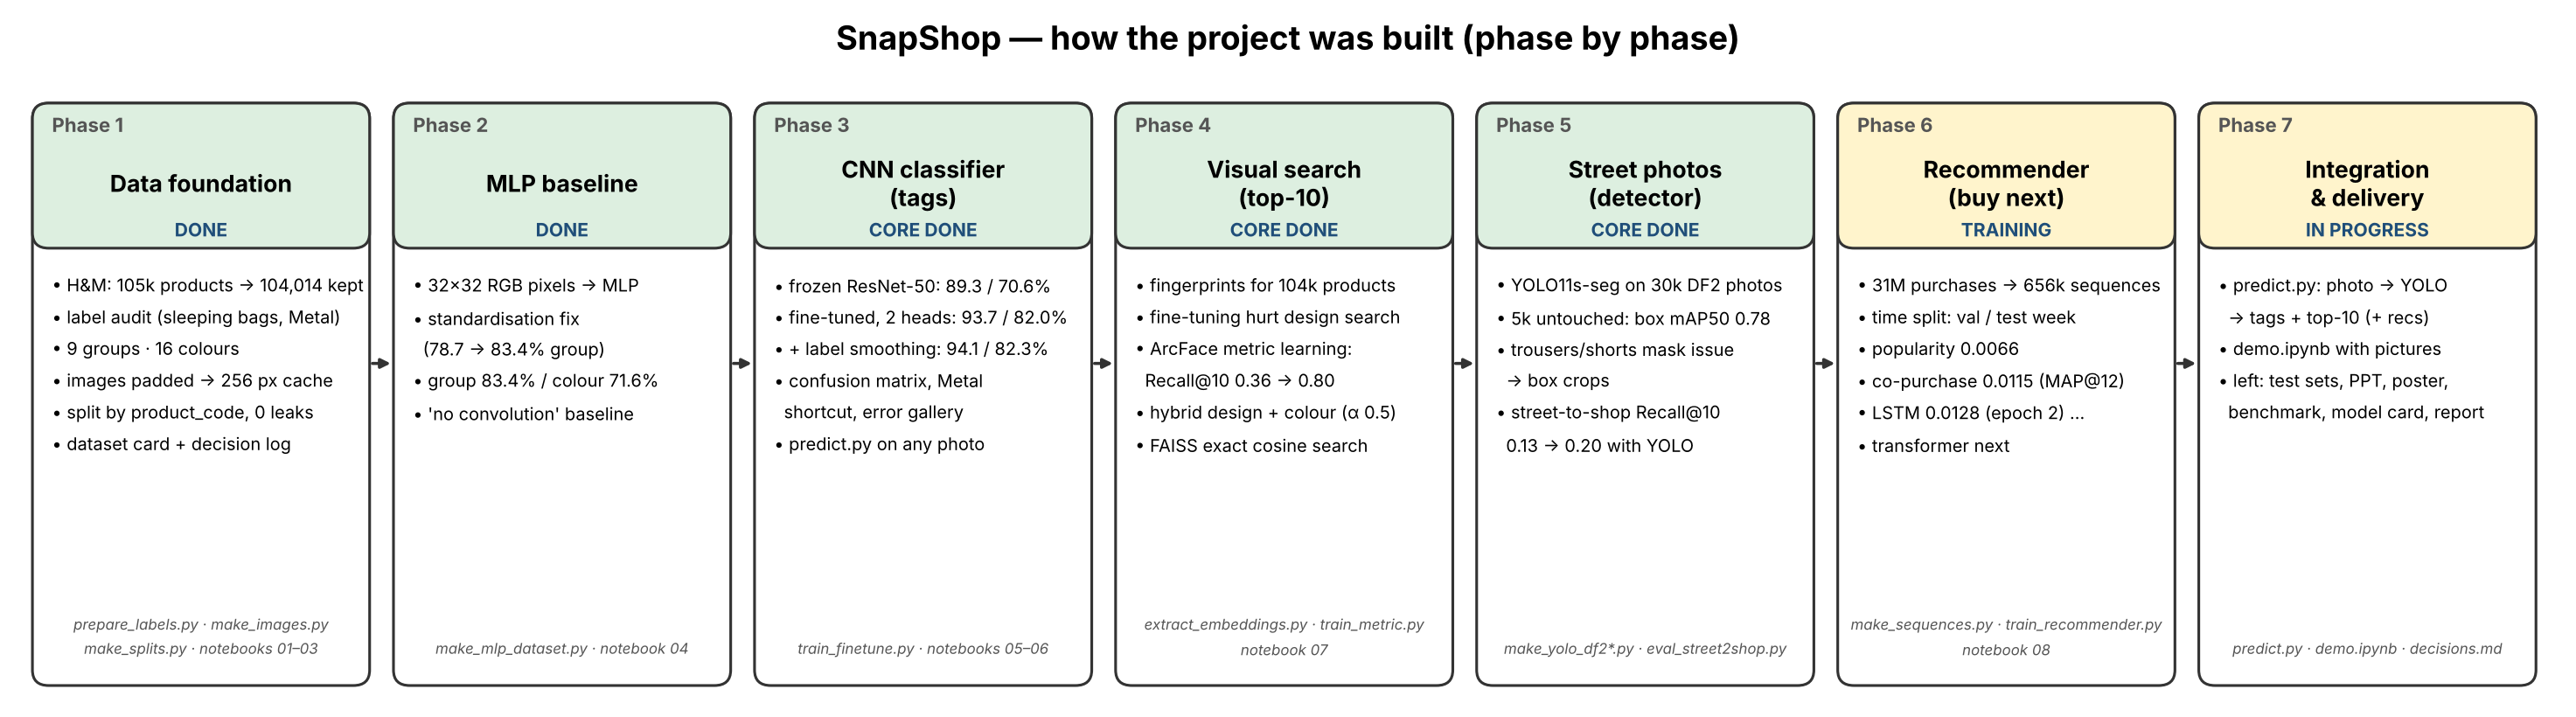 SnapShop — how the project was built (phase by phase)
Phase 1
Data foundation
DONE
• H&M: 105k products → 104,014 kept
• label audit (sleeping bags, Metal)
• 9 groups · 16 colours
• images padded → 256 px cache
• split by product_code, 0 leaks
• dataset card + decision log
prepare_labels.py · make_images.py
make_splits.py · notebooks 01–03
Phase 2
MLP baseline
DONE
• 32×32 RGB pixels → MLP
• standardisation fix
(78.7 → 83.4% group)
• group 83.4% / colour 71.6%
• 'no convolution' baseline
make_mlp_dataset.py · notebook 04
Phase 3
CNN classifier
(tags)
CORE DONE
• frozen ResNet-50: 89.3 / 70.6%
• fine-tuned, 2 heads: 93.7 / 82.0%
• + label smoothing: 94.1 / 82.3%
• confusion matrix, Metal
shortcut, error gallery
• predict.py on any photo
train_finetune.py · notebooks 05–06
Phase 4
Visual search
(top-10)
CORE DONE
• fingerprints for 104k products
• fine-tuning hurt design search
• ArcFace metric learning:
Recall@10 0.36 → 0.80
• hybrid design + colour (α 0.5)
• FAISS exact cosine search
extract_embeddings.py · train_metric.py
notebook 07
Phase 5
Street photos
(detector)
CORE DONE
• YOLO11s-seg on 30k DF2 photos
• 5k untouched: box mAP50 0.78
• trousers/shorts mask issue
→ box crops
• street-to-shop Recall@10
0.13 → 0.20 with YOLO
make_yolo_df2*.py · eval_street2shop.py
Phase 6
Recommender
(buy next)
TRAINING
• 31M purchases → 656k sequences
• time split: val / test week
• popularity 0.0066
• co-purchase 0.0115 (MAP@12)
• LSTM 0.0128 (epoch 2) ...
• transformer next
make_sequences.py · train_recommender.py
notebook 08
Phase 7
Integration
& delivery
IN PROGRESS
• predict.py: photo → YOLO
→ tags + top-10 (+ recs)
• demo.ipynb with pictures
• left: test sets, PPT, poster,
benchmark, model card, report
predict.py · demo.ipynb · decisions.md